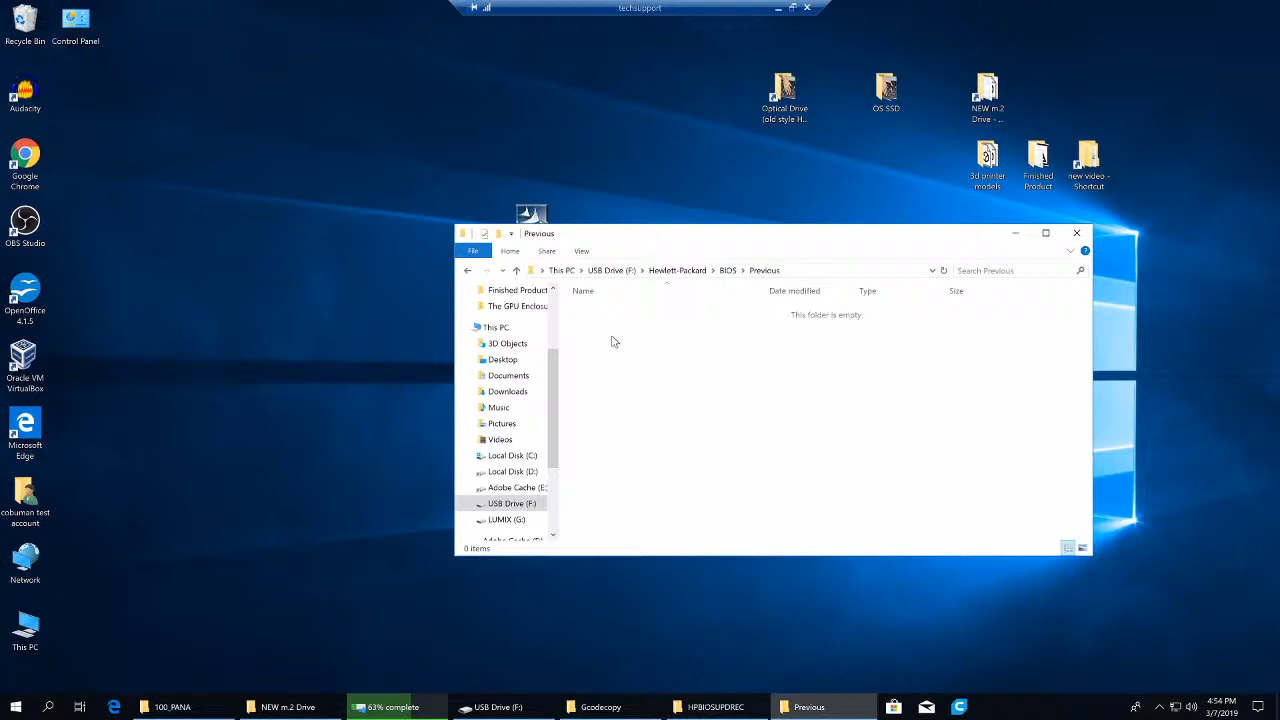 techsupport
Recycle Bin
Control Panel
Audacity
Google
Chrome
OBS Studio
OpenOffice
4.1.5
Oracle VM
VirtualBox
Microsoft
Edge
cobuman test
account
Network
This PC
Optical Drive
(old style H...
OS SSD
NEW m.2
Drive - ...
3d printer
models
Finished
Product
new video -
Shortcut
Previous
File
Home
Share
View
This PC
USB Drive (F:)
Hewlett-Packard
BIOS
Previous
Search Previous
Name
Date modified
Type
Size
This folder is empty.
Finished Product
The GPU Enclosu
This PC
3D Objects
Desktop
Documents
Downloads
Music
Pictures
Videos
Local Disk (C:)
Local Disk (D:)
Adobe Cache (E:
USB Drive (F:)
LUMIX (G:)
0 items
100_PANA
NEW m.2 Drive
63% complete
USB Drive (F:)
Gcodecopy
HPBIOSUPDREC
Previous
4:54 PM
3/7/2019